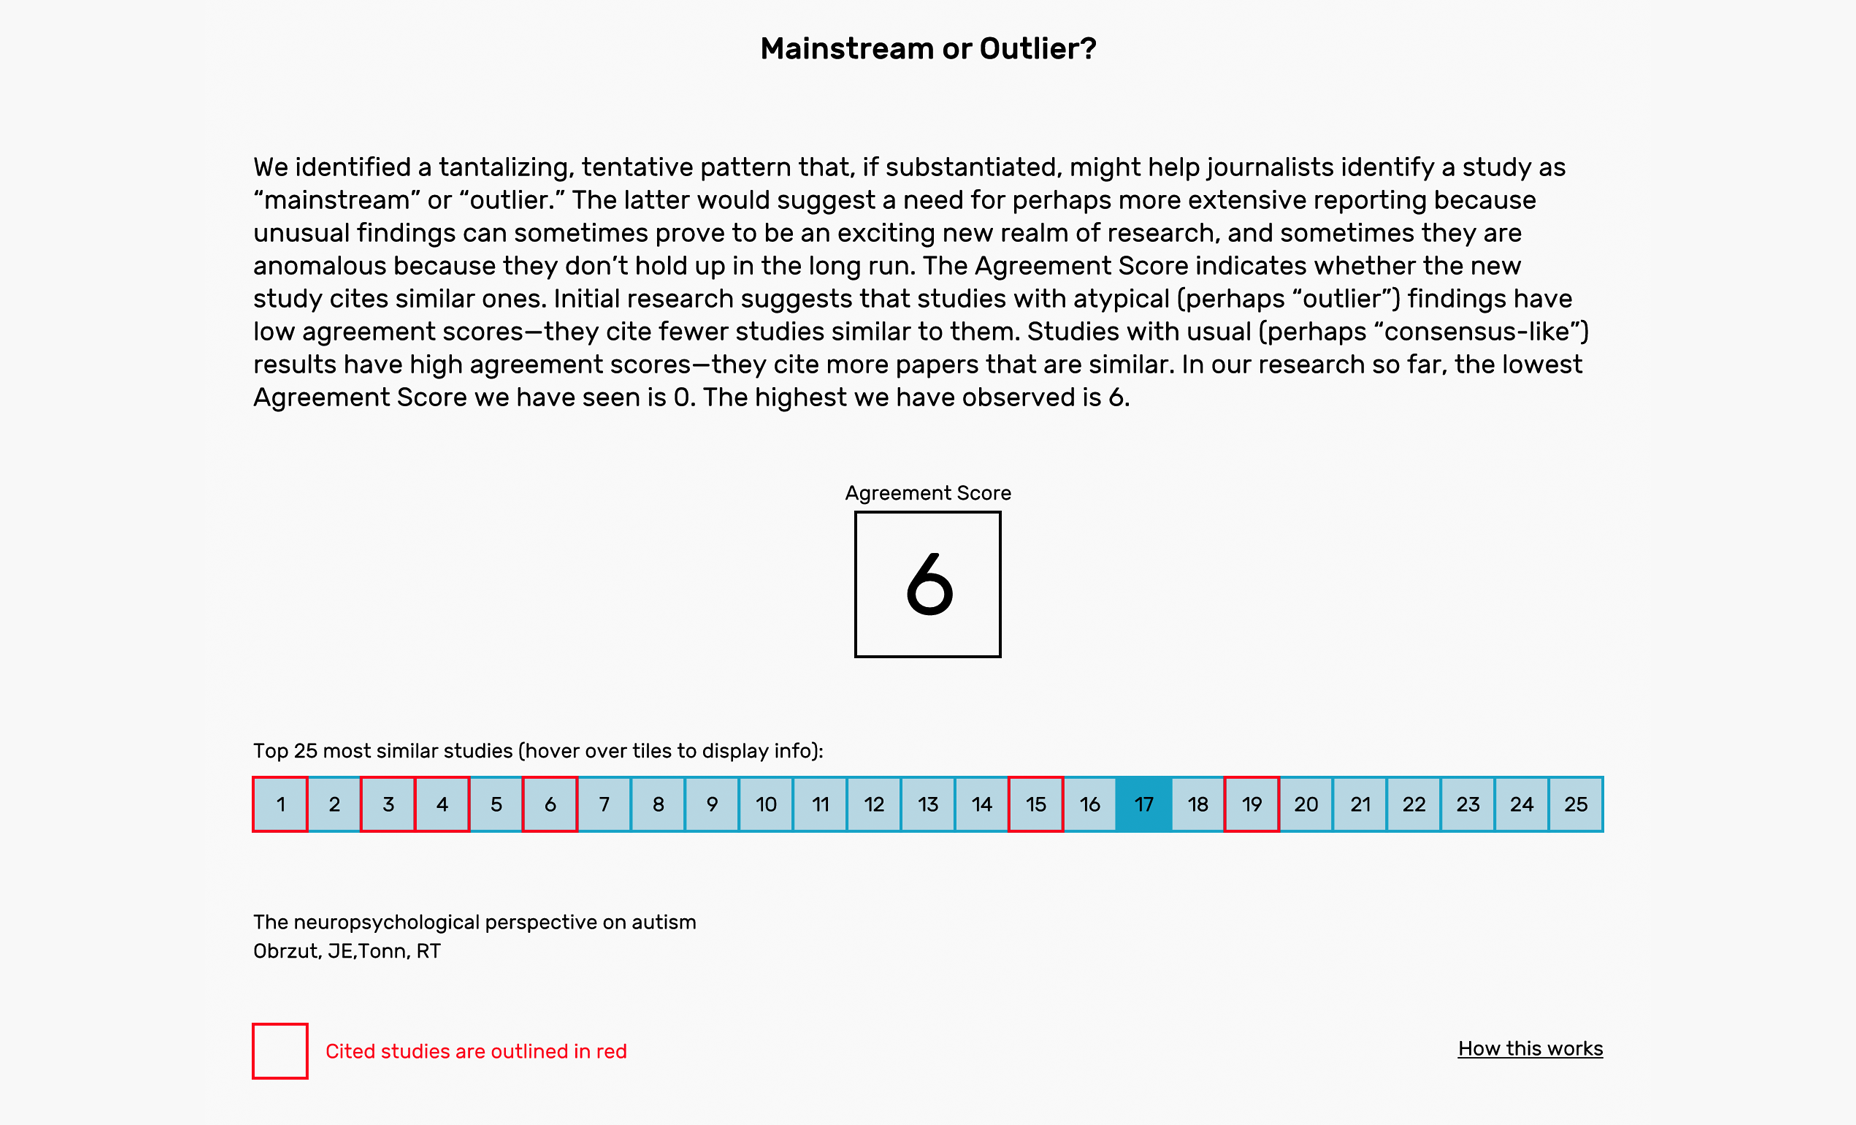 Mainstream or Outlier?
We identified a tantalizing, tentative pattern that, if substantiated, might help journalists identify a study as
“mainstream” or “outlier.” The latter would suggest a need for perhaps more extensive reporting because
unusual findings can sometimes prove to be an exciting new realm of research, and sometimes they are
anomalous because they don’t hold up in the long run. The Agreement Score indicates whether the new
study cites similar ones. Initial research suggests that studies with atypical (perhaps “outlier”) findings have
low agreement scores—they cite fewer studies similar to them. Studies with usual (perhaps “consensus-like”)
results have high agreement scores—they cite more papers that are similar. In our research so far, the lowest
Agreement Score we have seen is 0. The highest we have observed is 6.
Agreement Score
6
Top 25 most similar studies (hover over tiles to display info):
1 2 3 4 5 6 7 8 9 10 11 12 13 14 15 16 17 18 19 20 21 22 23 24 25
The neuropsychological perspective on autism
Obrzut, JE,Tonn, RT
Cited studies are outlined in red
How this works